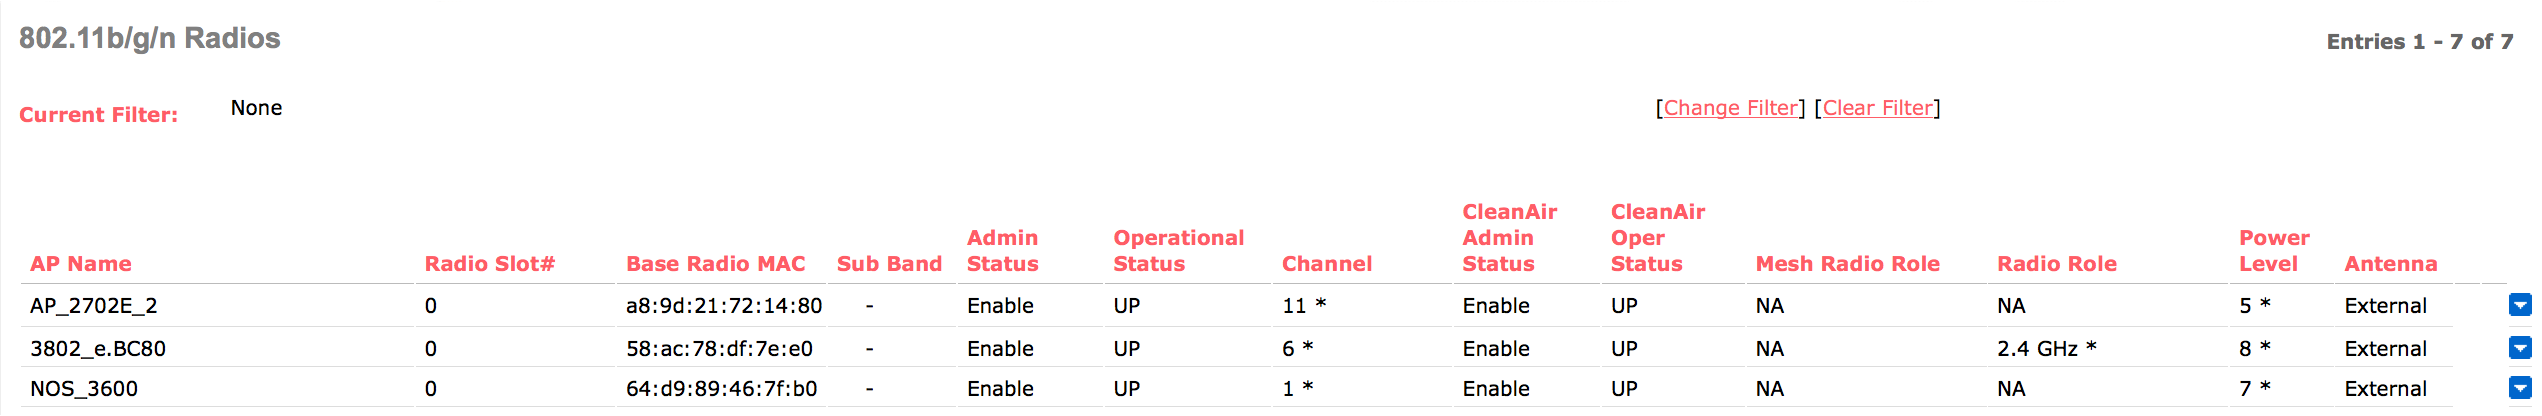 802.11b/g/n Radios
Entries 1 - 7 of 7
Current Filter: None [Change Filter] [Clear Filter]
AP Name Radio Slot# Base Radio MAC Sub Band Admin Status Operational Status Channel CleanAir Admin Status CleanAir Oper Status Mesh Radio Role Radio Role Power Level Antenna
AP_2702E_2 0 a8:9d:21:72:14:80 - Enable UP 11 * Enable UP NA NA 5 * External
3802_e.BC80 0 58:ac:78:df:7e:e0 - Enable UP 6 * Enable UP NA 2.4 GHz * 8 * External
NOS_3600 0 64:d9:89:46:7f:b0 - Enable UP 1 * Enable UP NA NA 7 * External